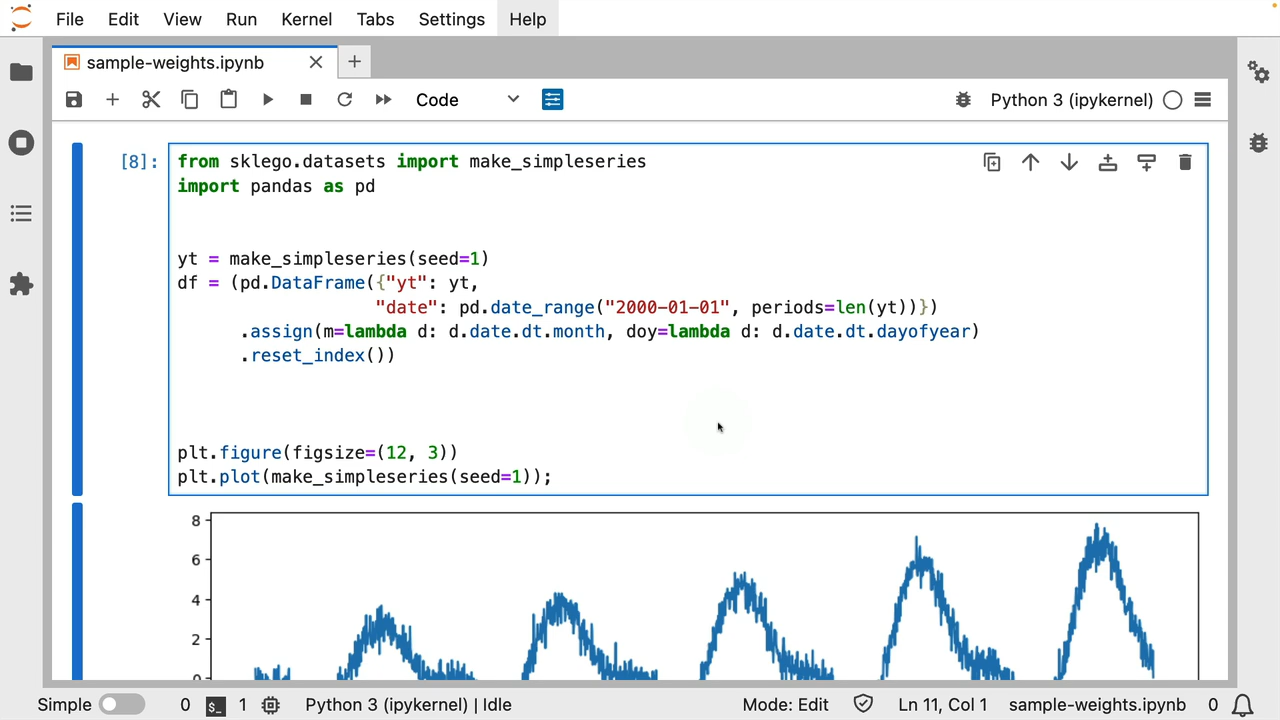 File Edit View Run Kernel Tabs Settings Help
sample-weights.ipynb
Code
Python 3 (ipykernel)
[8]:
from sklego.datasets import make_simpleseries
import pandas as pd
yt = make_simpleseries(seed=1)
df = (pd.DataFrame({"yt": yt,
"date": pd.date_range("2000-01-01", periods=len(yt))})
.assign(m=lambda d: d.date.dt.month, doy=lambda d: d.date.dt.dayofyear)
.reset_index())
plt.figure(figsize=(12, 3))
plt.plot(make_simpleseries(seed=1));
8
6
4
2
0
Simple 0 $_ 1 Python 3 (ipykernel) | Idle Mode: Edit Ln 11, Col 1 sample-weights.ipynb 0